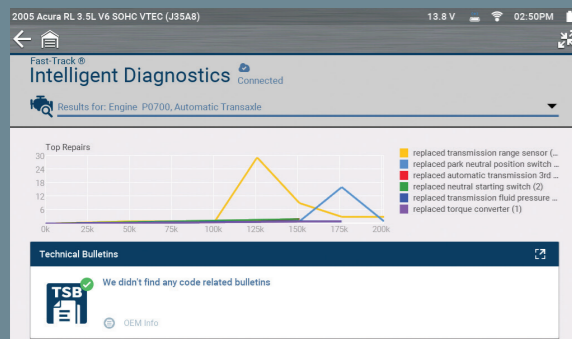 2005 Acura RL 3.5L V6 SOHC VTEC (J35A8) 13.8 V 02:50PM
Fast-Track ®
Intelligent Diagnostics Connected
Results for: Engine P0700, Automatic Transaxle
Top Repairs
30
24
18
12
6
0k 25k 50k 75k 100k 125k 150k 175k 200k
replaced transmission range sensor (...
replaced park neutral position switch ...
replaced automatic transmission 3rd ...
replaced neutral starting switch (2)
replaced transmission fluid pressure ...
replaced torque converter (1)
Technical Bulletins
TSB
We didn't find any code related bulletins
OEM Info